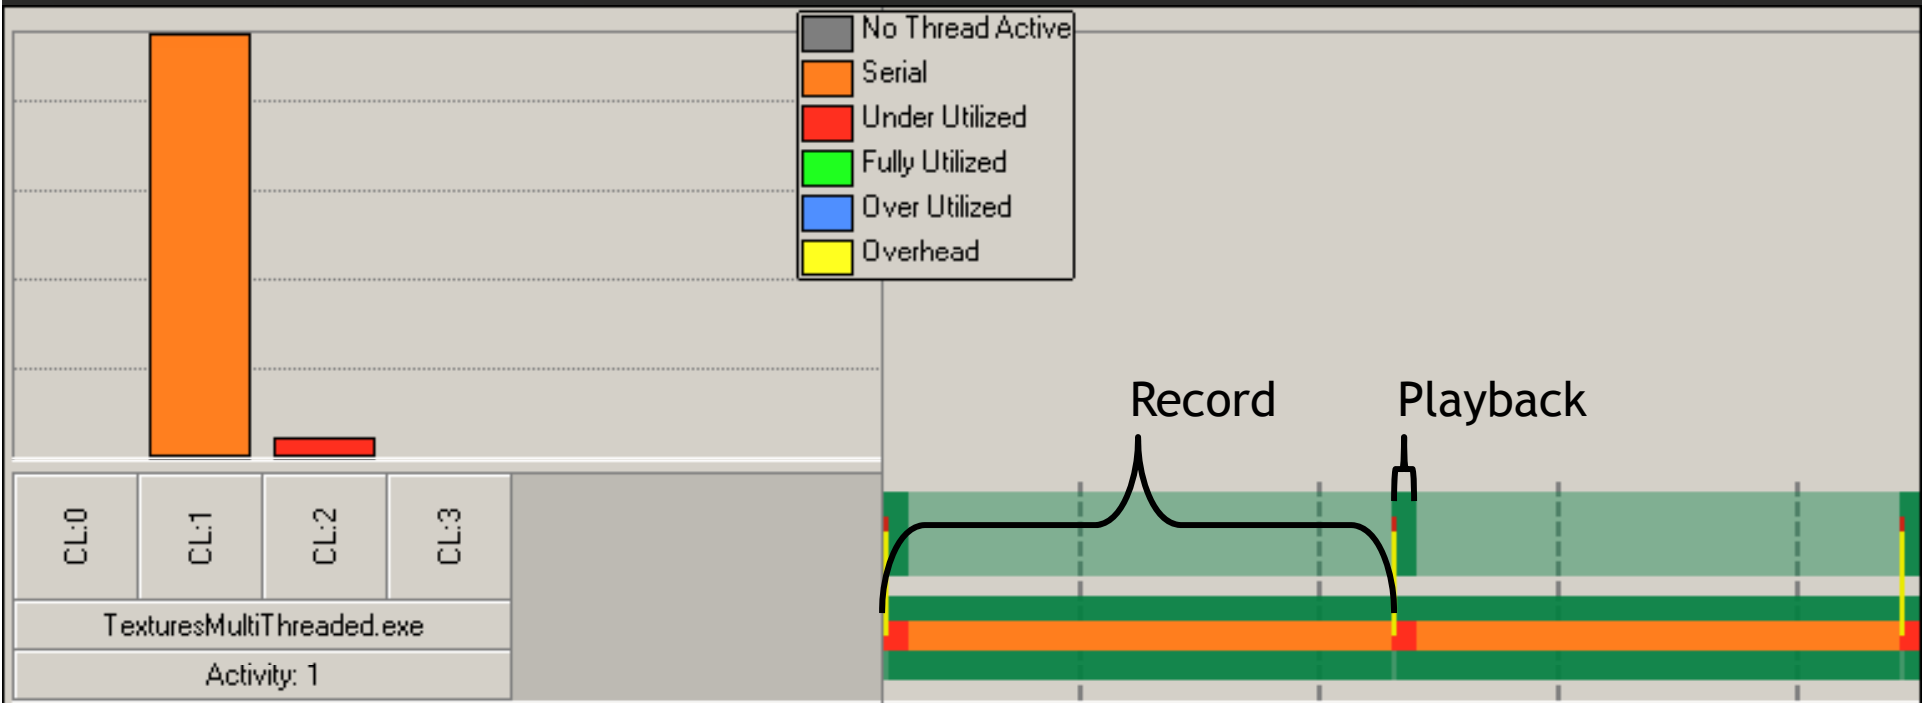 No Thread Active
Serial
Under Utilized
Fully Utilized
Over Utilized
Overhead
Record
Playback
CL:0
CL:1
CL:2
CL:3
TexturesMultiThreaded.exe
Activity: 1